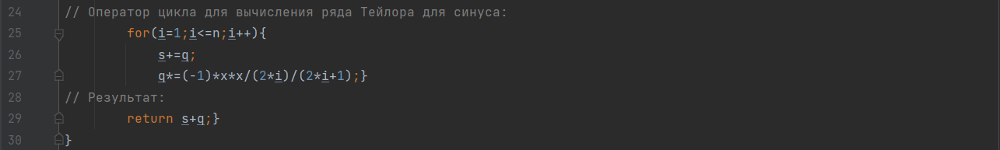 24 // Оператор цикла для вычисления ряда Тейлора для синуса:
25 for(i=1;i<=n;i++){
26 s+=q;
27 q*=(-1)*x*x/(2*i)/(2*i+1);}
28 // Результат:
29 return s+q;}
30 }